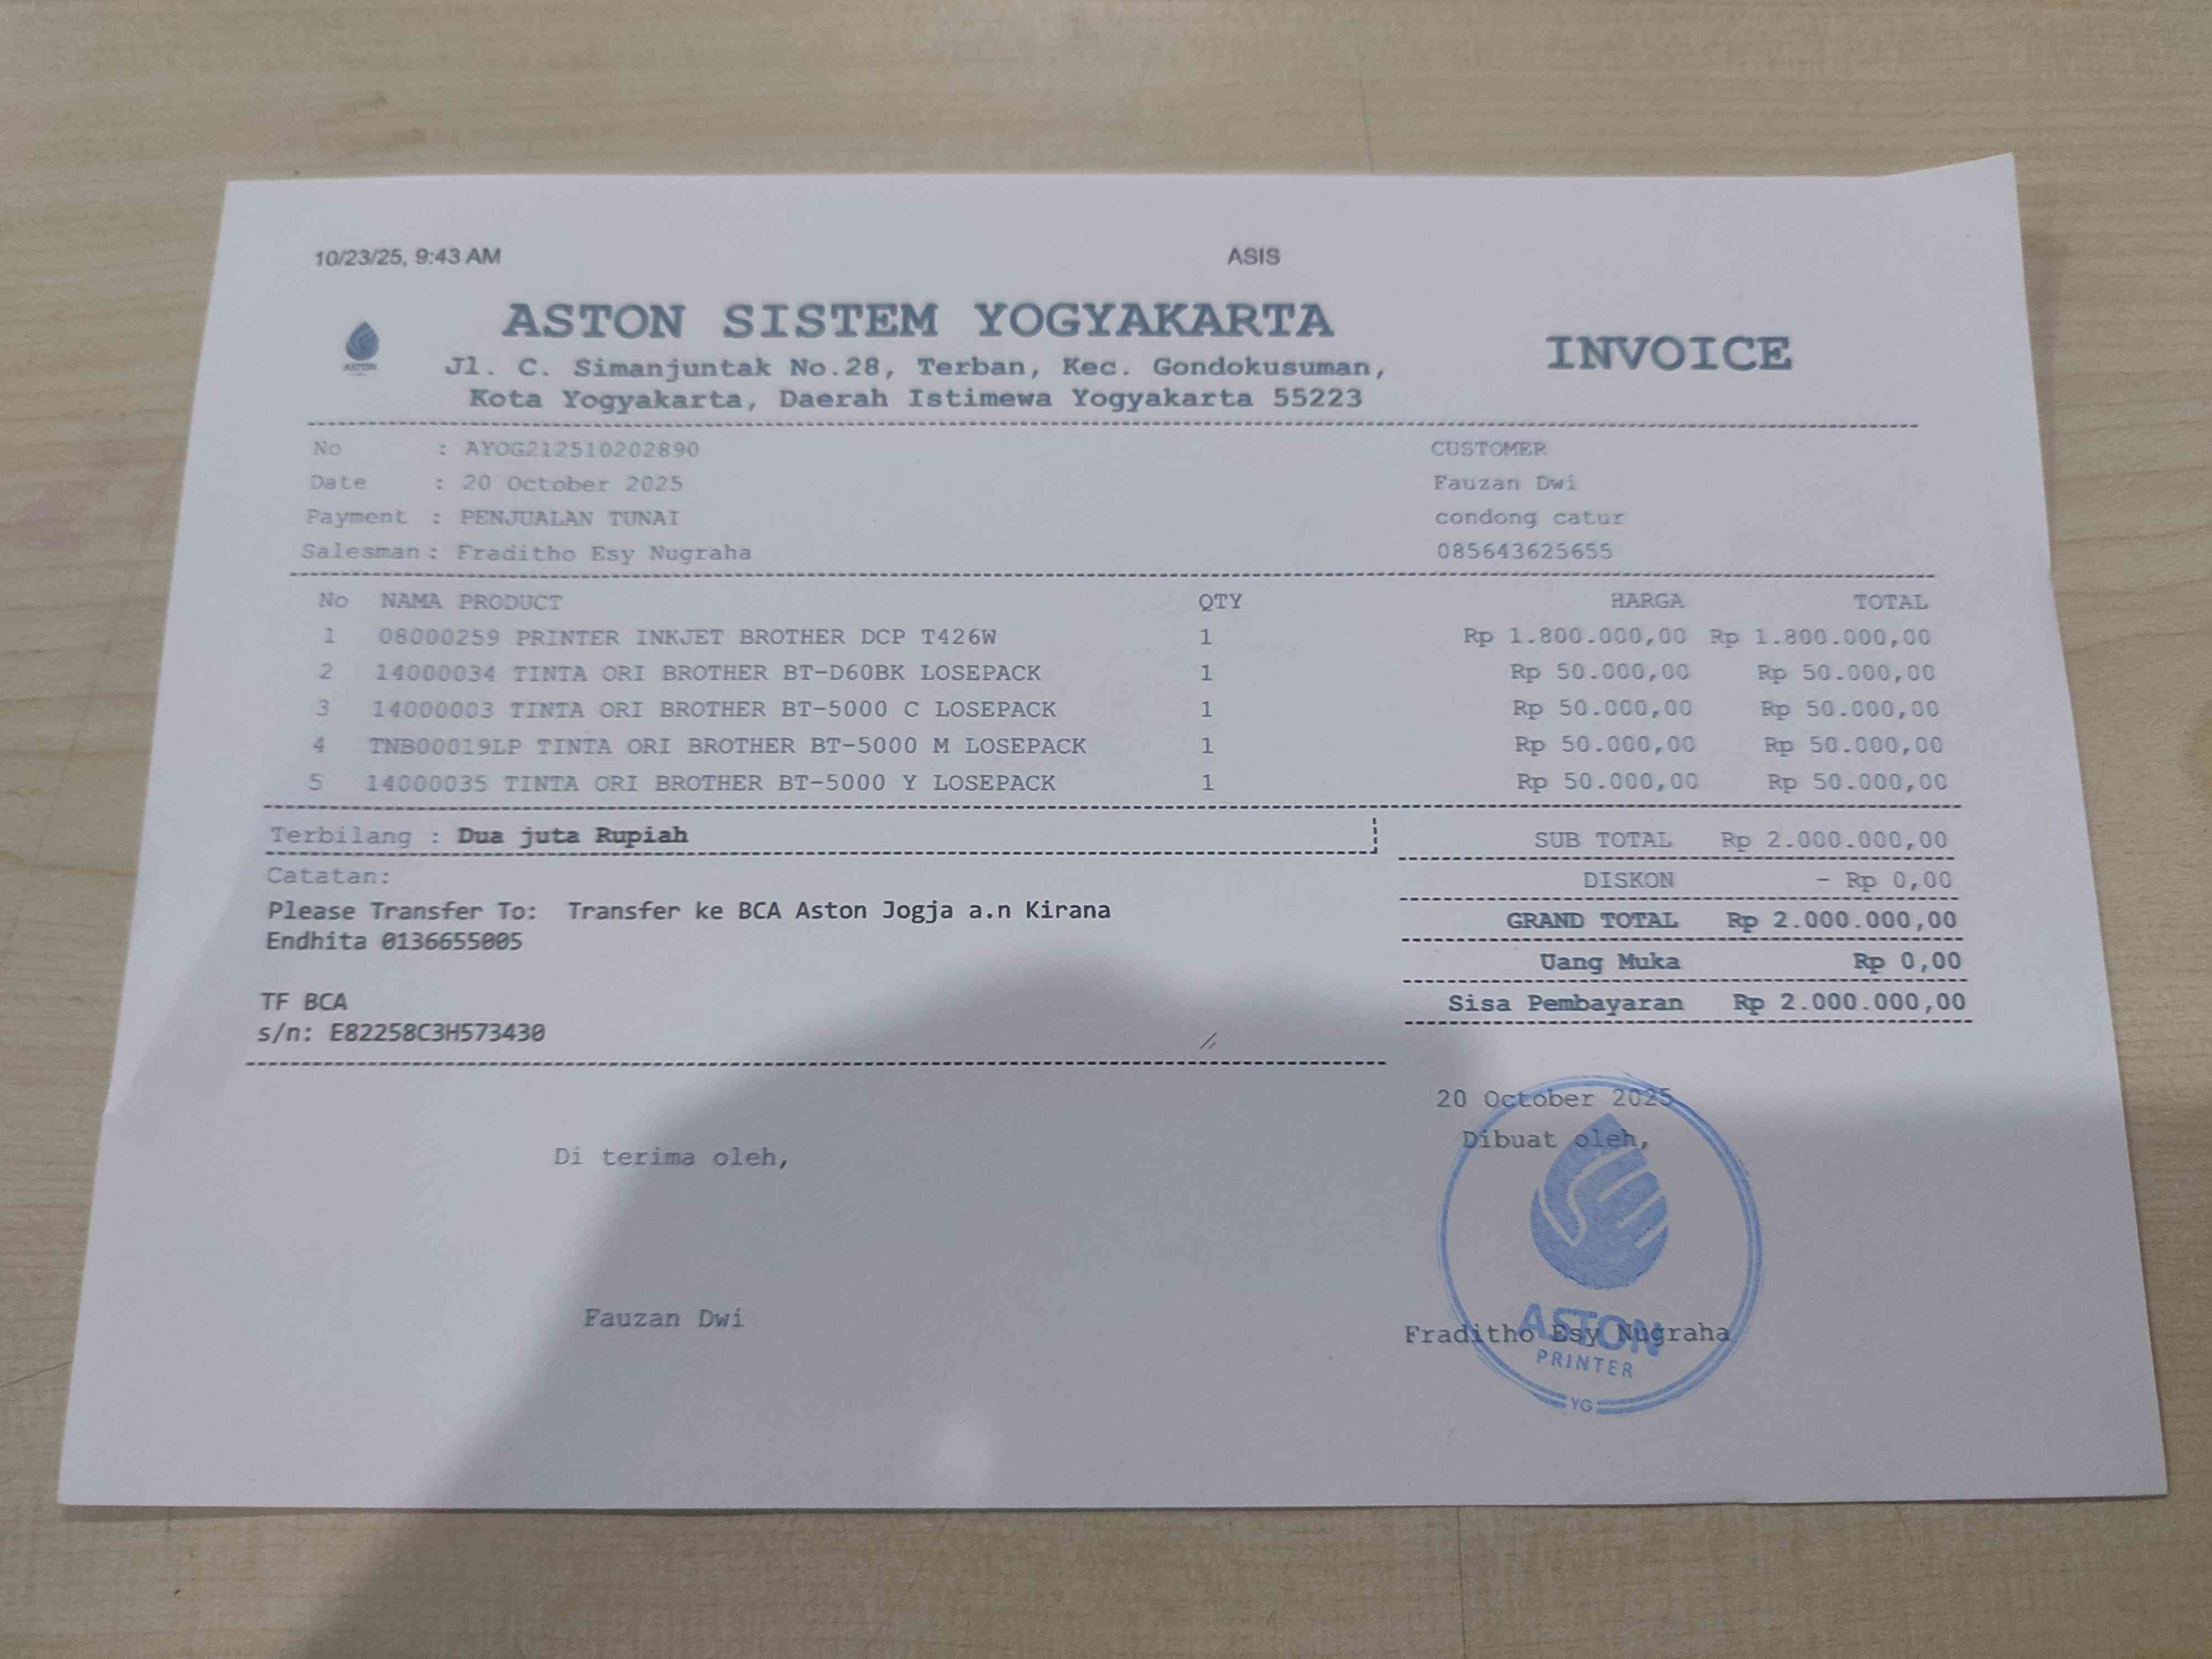 10/23/25, 9:43 AM ASIS
ASTON
ASTON SISTEM YOGYAKARTA
Jl. C. Simanjuntak No.28, Terban, Kec. Gondokusuman,
Kota Yogyakarta, Daerah Istimewa Yogyakarta 55223
INVOICE
No : AYOG212510202890
Date : 20 October 2025
Payment : PENJUALAN TUNAI
Salesman : Fraditho Esy Nugraha
CUSTOMER
Fauzan Dwi
condong catur
085643625655
No NAMA PRODUCT QTY HARGA TOTAL
1 08000259 PRINTER INKJET BROTHER DCP T426W 1 Rp 1.800.000,00 Rp 1.800.000,00
2 14000034 TINTA ORI BROTHER BT-D60BK LOSEPACK 1 Rp 50.000,00 Rp 50.000,00
3 14000003 TINTA ORI BROTHER BT-5000 C LOSEPACK 1 Rp 50.000,00 Rp 50.000,00
4 TNB00019LP TINTA ORI BROTHER BT-5000 M LOSEPACK 1 Rp 50.000,00 Rp 50.000,00
5 14000035 TINTA ORI BROTHER BT-5000 Y LOSEPACK 1 Rp 50.000,00 Rp 50.000,00
Terbilang : Dua juta Rupiah
Catatan:
Please Transfer To: Transfer ke BCA Aston Jogja a.n Kirana
Endhita 0136655005
TF BCA
s/n: E82258C3H573430
SUB TOTAL Rp 2.000.000,00
DISKON - Rp 0,00
GRAND TOTAL Rp 2.000.000,00
Uang Muka Rp 0,00
Sisa Pembayaran Rp 2.000.000,00
Di terima oleh,
Fauzan Dwi
20 October 2025
Dibuat oleh,
Fraditho Esy Nugraha
ASTON
PRINTER
YG